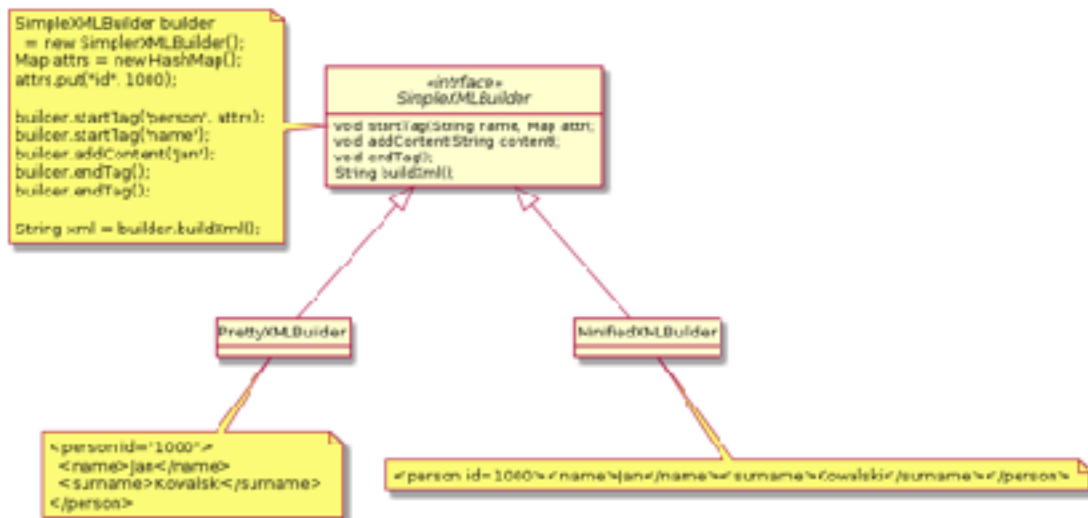 SimpleXMLBuilder builder
= new SimplerXMLBuilder();
Map attrs = new HashMap();
attrs.put("id", 1000);
builder.startTag("person", attrs);
builder.startTag("name");
builder.addContent("Jan");
builder.endTag();
builder.endTag();
String xml = builder.buildXml();
«intrface»
SimpleXMLBuilder
void startTag(String name, Map attr);
void addContent(String content);
void endTag();
String buildXml();
PrettyXMLBuilder
MinifiedXMLBuilder
<person id="1000">
<name>Jan</name>
<surname>Kowalski</surname>
</person>
<person id=1000><name>Jan</name><surname>Kowalski</surname></person>